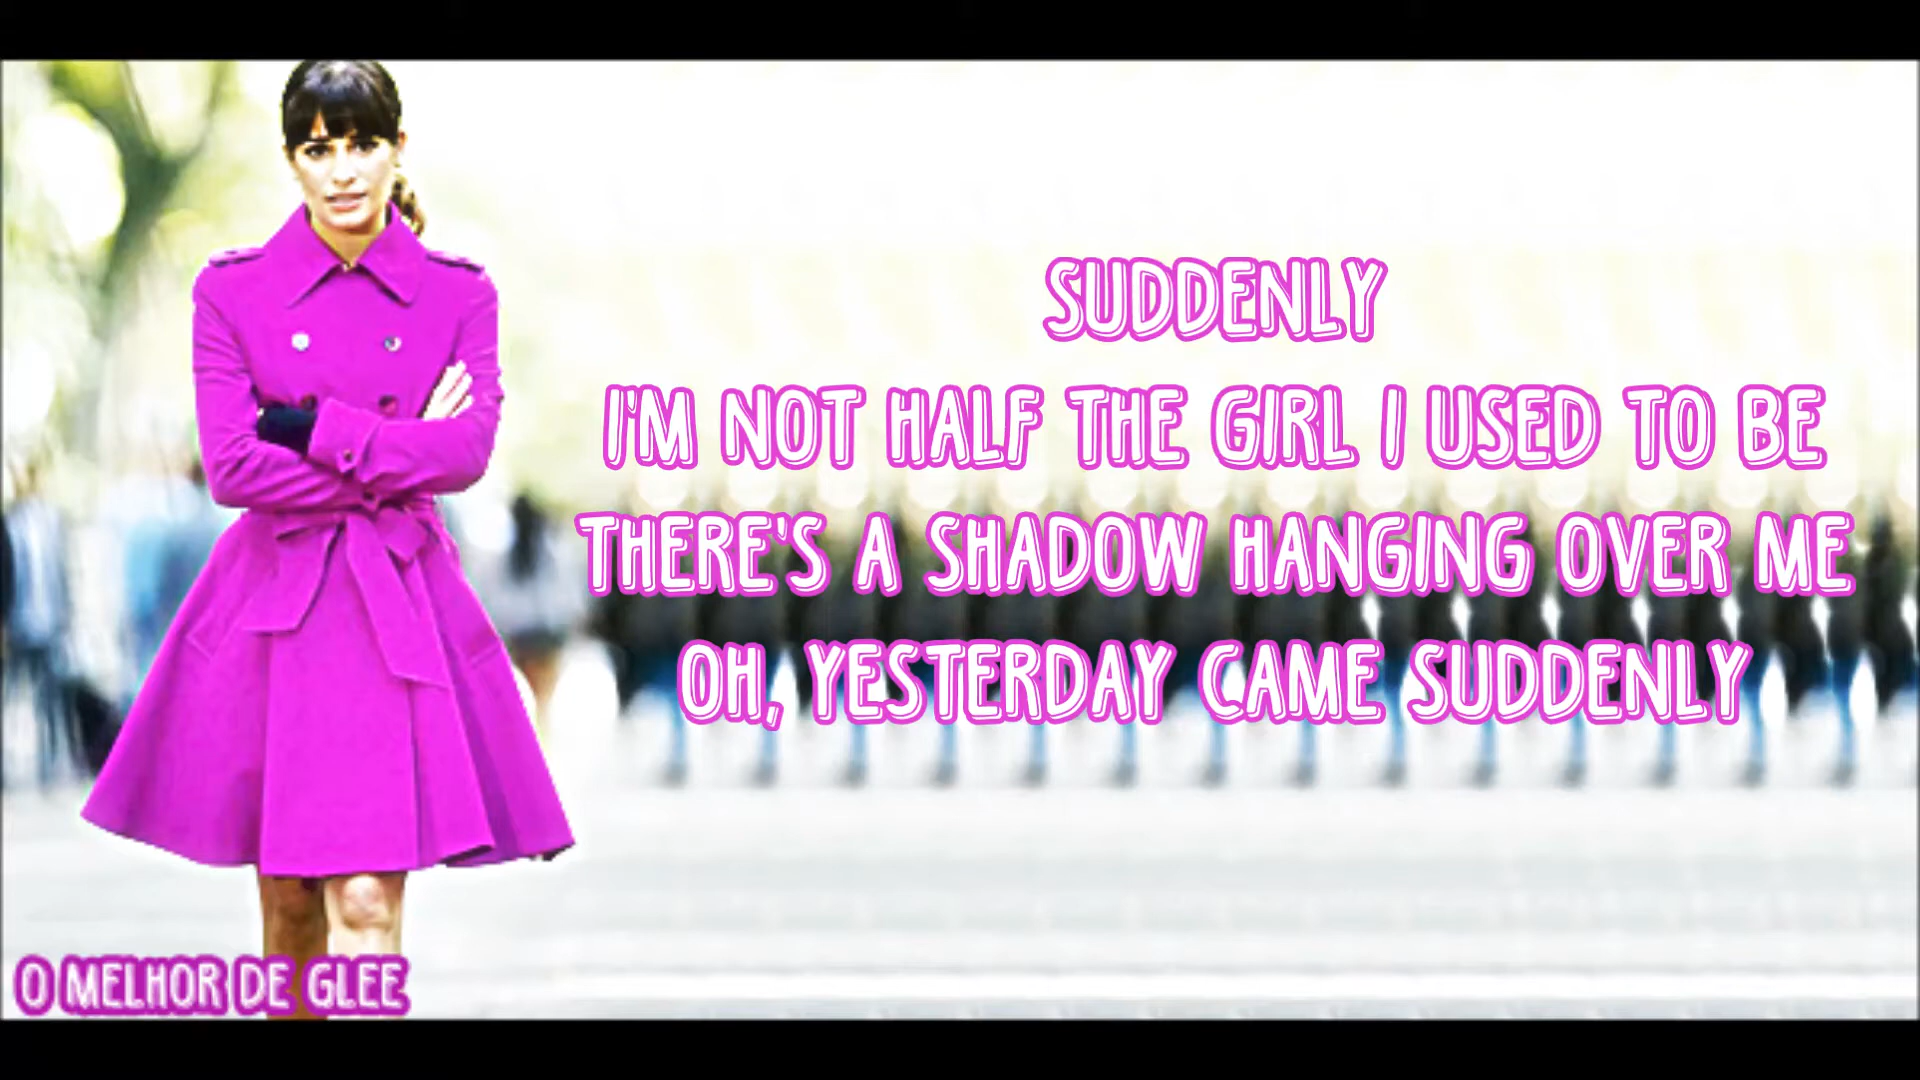 SUDDENLY
I'M NOT HALF THE GIRL I USED TO BE
THERE'S A SHADOW HANGING OVER ME
OH, YESTERDAY CAME SUDDENLY
O MELHOR DE GLEE